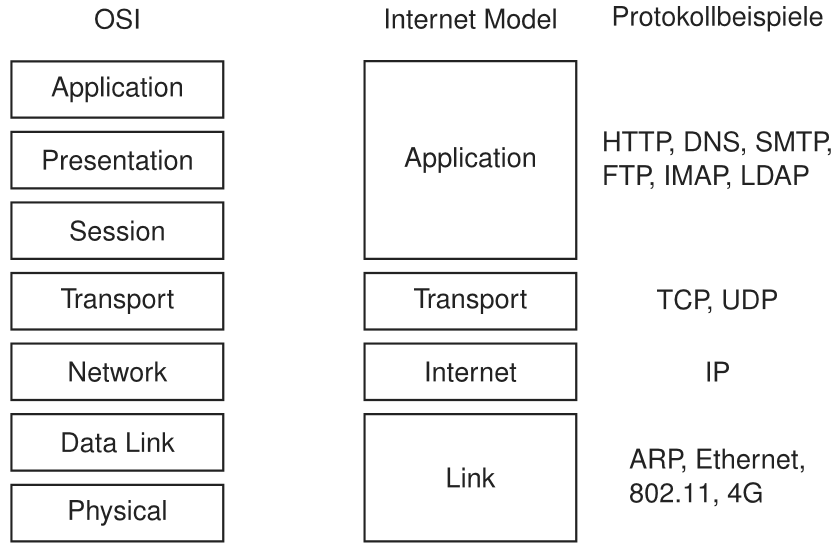 OSI
Internet Model
Protokollbeispiele
Application
Presentation
Session
Transport
Network
Data Link
Physical
Application
Transport
Internet
Link
HTTP, DNS, SMTP,
FTP, IMAP, LDAP
TCP, UDP
IP
ARP, Ethernet,
802.11, 4G